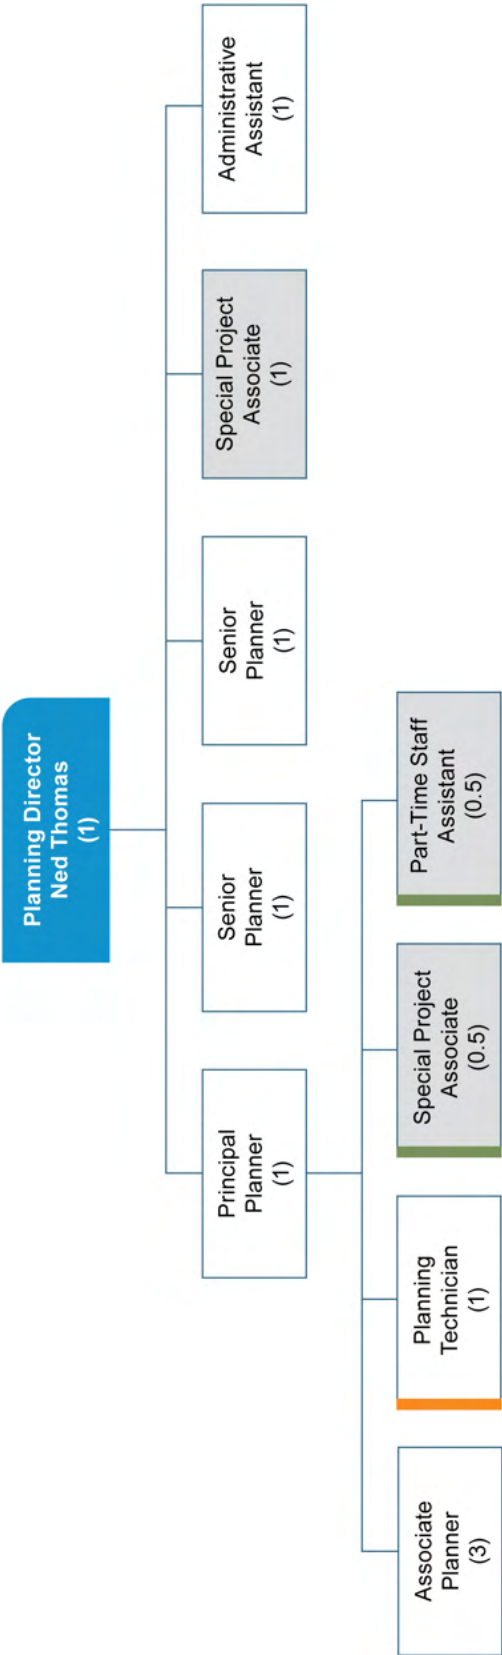 Planning Director
Ned Thomas
(1)
Principal
Planner
(1)
Senior
Planner
(1)
Senior
Planner
(1)
Special Project
Associate
(1)
Administrative
Assistant
(1)
Associate
Planner
(3)
Planning
Technician
(1)
Special Project
Associate
(0.5)
Part-Time Staff
Assistant
(0.5)